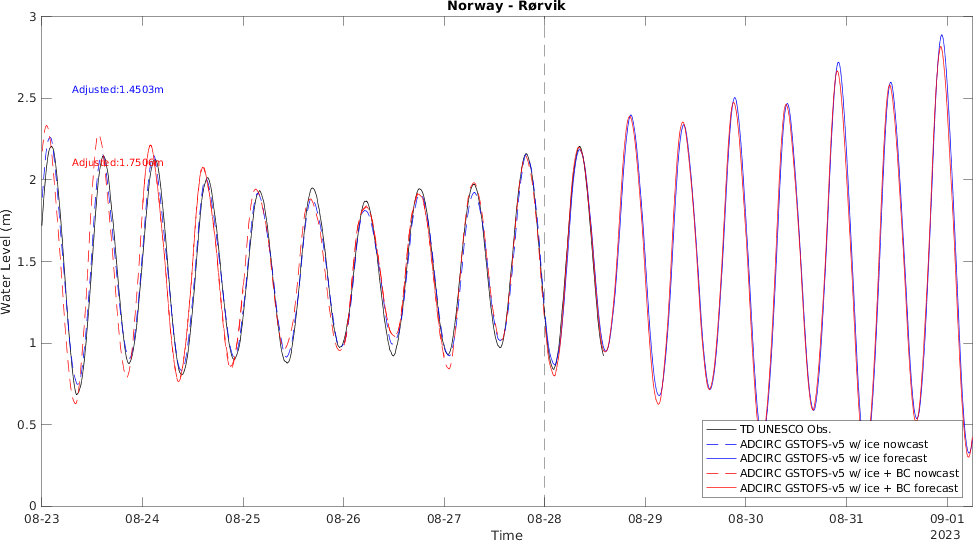 Norway - Rørvik
3
2.5
2
1.5
1
0.5
0
Water Level (m)
Adjusted:1.4503m
Adjusted:1.7506m
TD UNESCO Obs.
ADCIRC GSTOFS-v5 w/ ice nowcast
ADCIRC GSTOFS-v5 w/ ice forecast
ADCIRC GSTOFS-v5 w/ ice + BC nowcast
ADCIRC GSTOFS-v5 w/ ice + BC forecast
08-23 08-24 08-25 08-26 08-27 08-28 08-29 08-30 08-31 09-01
2023
Time